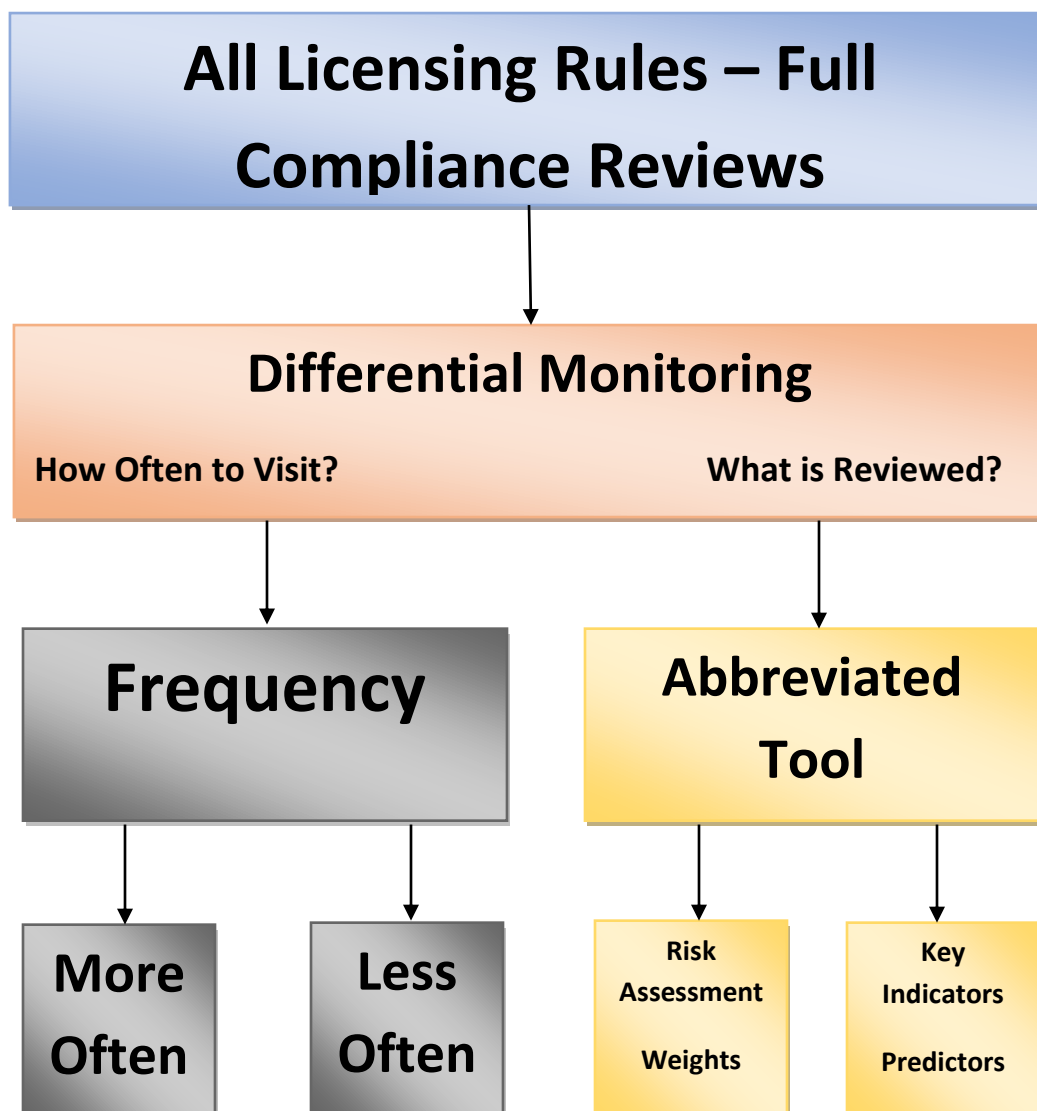 All Licensing Rules – Full
Compliance Reviews
Differential Monitoring
How Often to Visit?
What is Reviewed?
Frequency
Abbreviated
Tool
More
Often
Less
Often
Risk
Assessment
Weights
Key
Indicators
Predictors